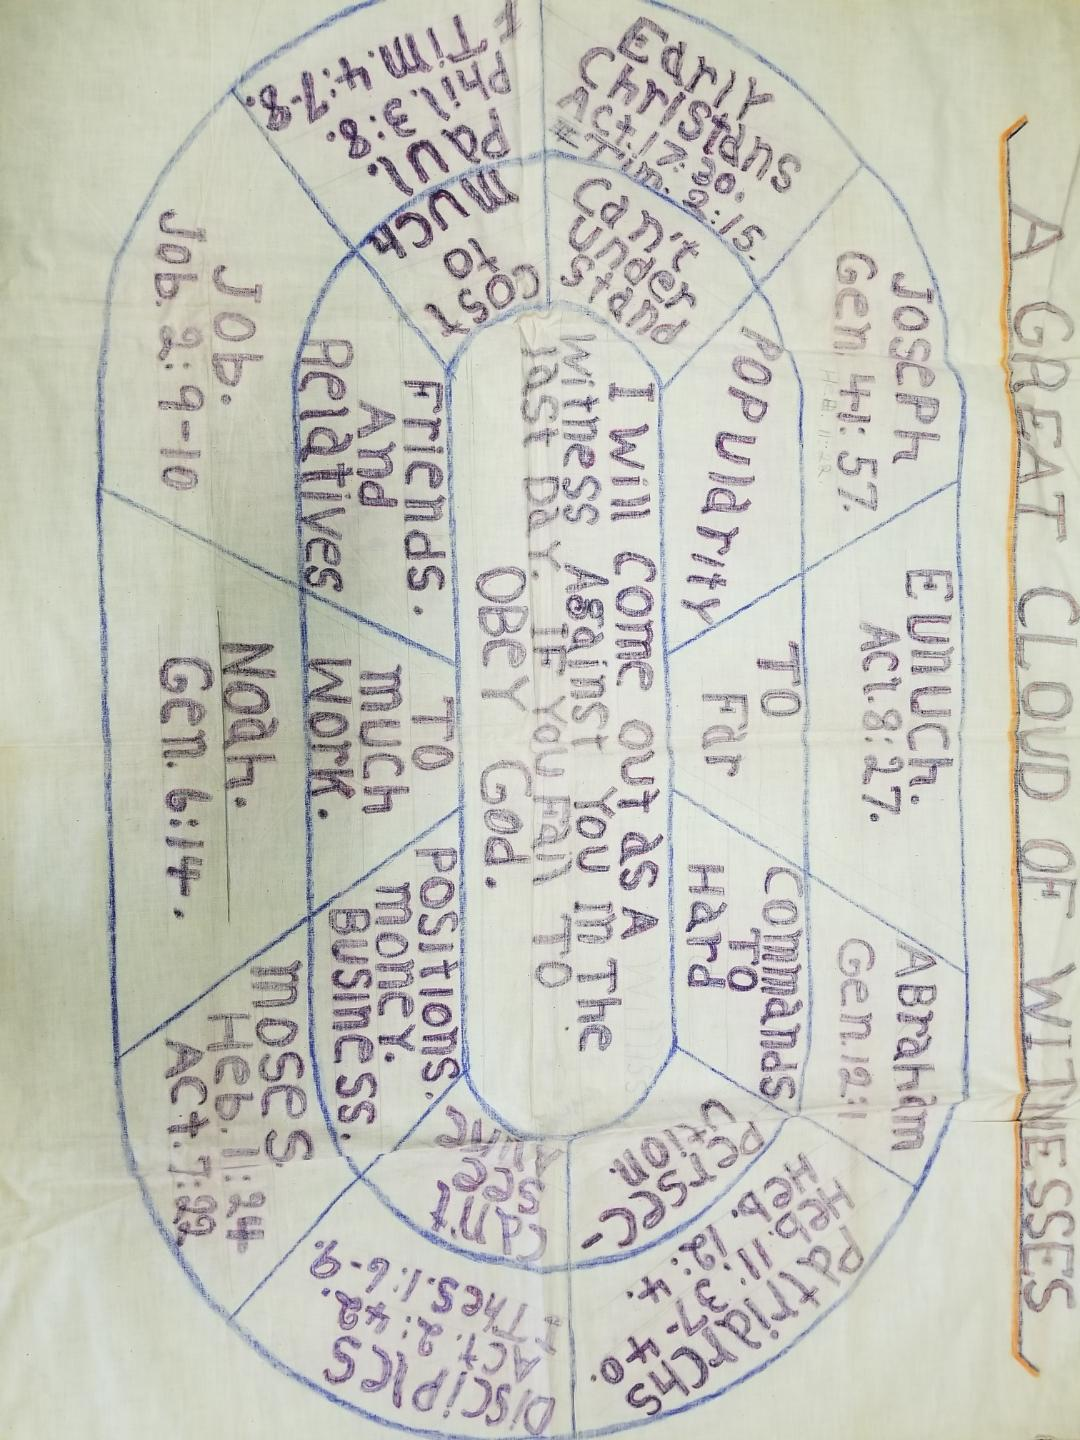 A GREAT CLOUD OF WITNESSES
Joseph
Gen. 41:57.
Eunuch.
Act. 8:27.
Abraham
Gen. 12:1
Patriarchs
Heb. 11:37-40.
Heb. 12:4.
Disciples
Act. 2:42.
I Thes. 1:6-9.
Moses
Heb. 11:24
Act. 7:22
Noah.
Gen. 6:14.
Job.
Job. 2:9-10
Paul.
Phil. 3:8.
Tim. 4:7-8.
Early
Christans
Act. 17:30.
II Tim. 2:15.
Popularity
To
Far
Commands
To
Hard
Persec-
ution.
Can't
see
Positions.
Money.
Business.
To
Much
Work.
Friends.
And
Relatives
Cost
to
much
Can't
Under
stand
I Will Come out as A
Witness Against You In The
last Day. If You Fail To
Obey God.